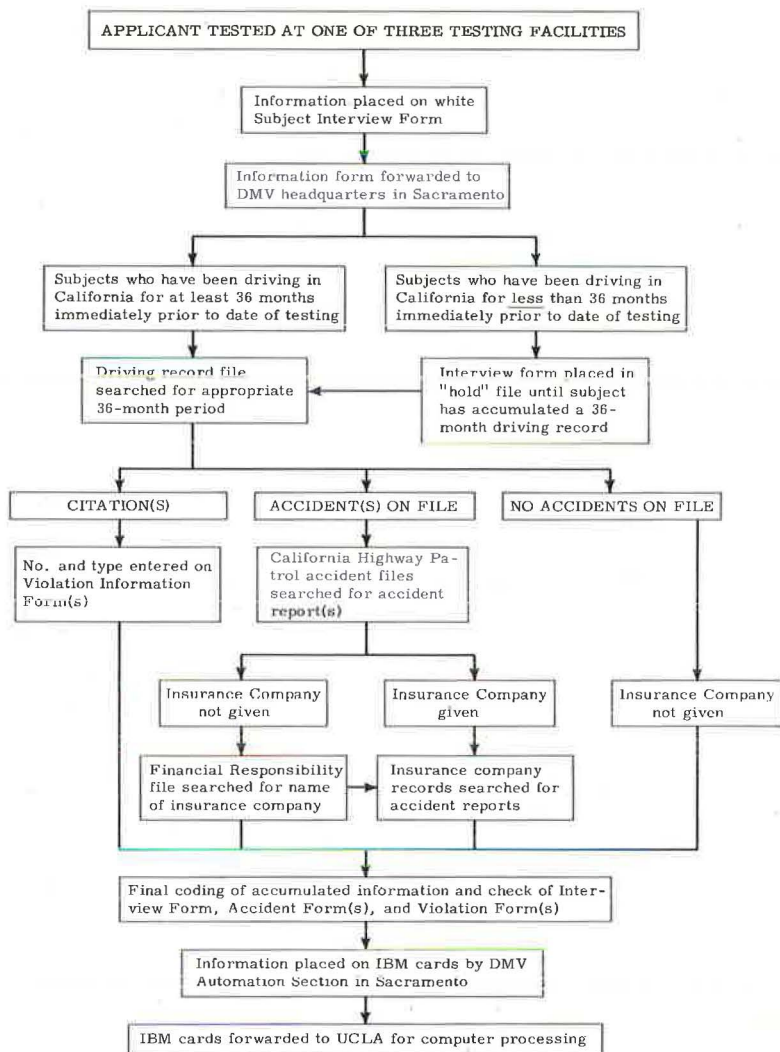 APPLICANT TESTED AT ONE OF THREE TESTING FACILITIES
Information placed on white
Subject Interview Form
Information form forwarded to
DMV headquarters in Sacramento
Subjects who have been driving in
California for at least 36 months
immediately prior to date of testing
Subjects who have been driving in
California for less than 36 months
immediately prior to date of testing
Driving record file
searched for appropriate
36-month period
Interview form placed in
"hold" file until subject
has accumulated a 36-
month driving record
CITATION(S)
ACCIDENT(S) ON FILE
NO ACCIDENTS ON FILE
No. and type entered on
Violation Information
Form(s)
California Highway Pa-
trol accident files
searched for accident
report(s)
Insurance Company
not given
Insurance Company
given
Insurance Company
not given
Financial Responsibility
file searched for name
of insurance company
Insurance company
records searched for
accident reports
Final coding of accumulated information and check of Inter-
view Form, Accident Form(s), and Violation Form(s)
Information placed on IBM cards by DMV
Automation Section in Sacramento
IBM cards forwarded to UCLA for computer processing